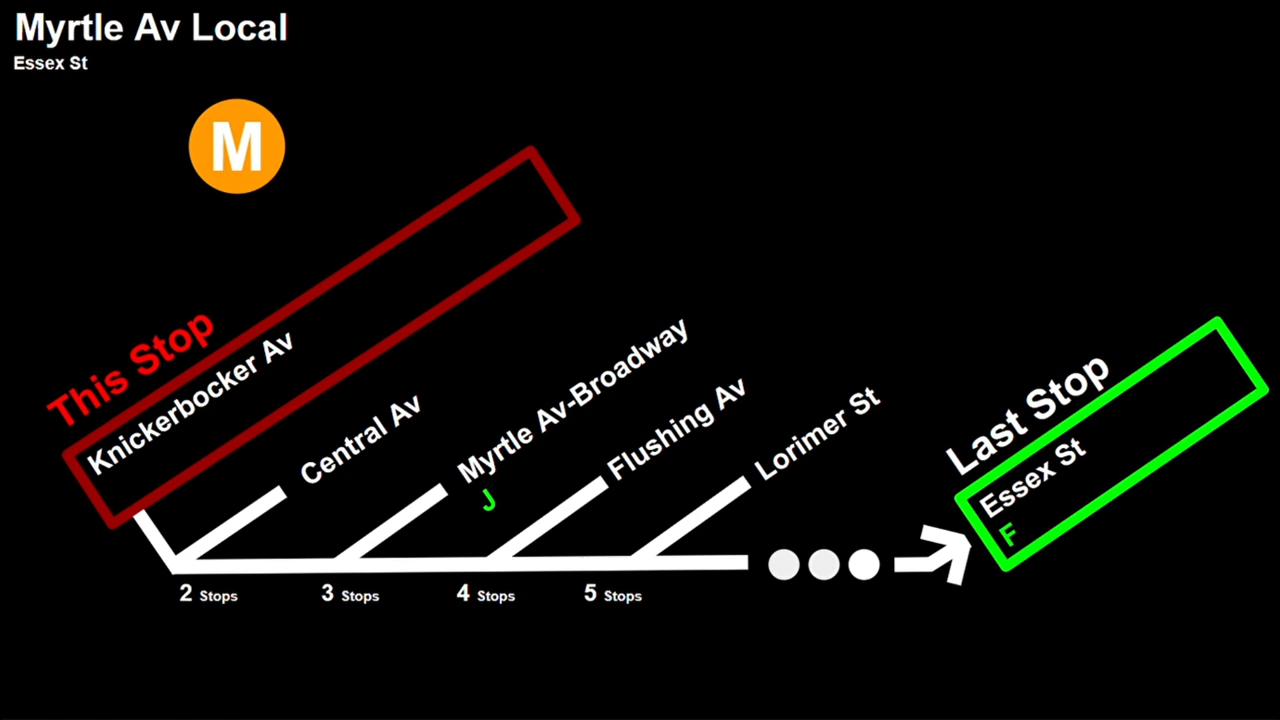 Myrtle Av Local
Essex St
M
This Stop
Knickerbocker Av
Central Av
Myrtle Av-Broadway
J
Flushing Av
Lorimer St
Last Stop
Essex St
F
2 Stops
3 Stops
4 Stops
5 Stops